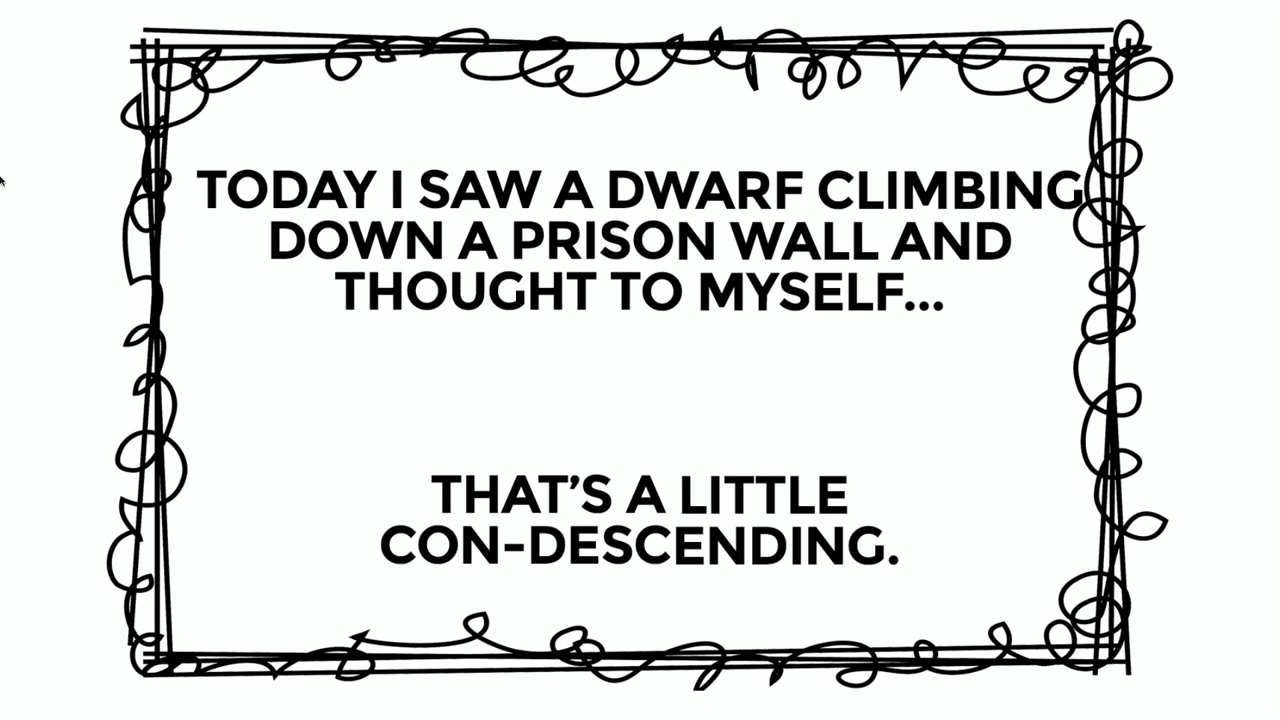 TODAY I SAW A DWARF CLIMBING
DOWN A PRISON WALL AND
THOUGHT TO MYSELF...
THAT’S A LITTLE
CON-DESCENDING.